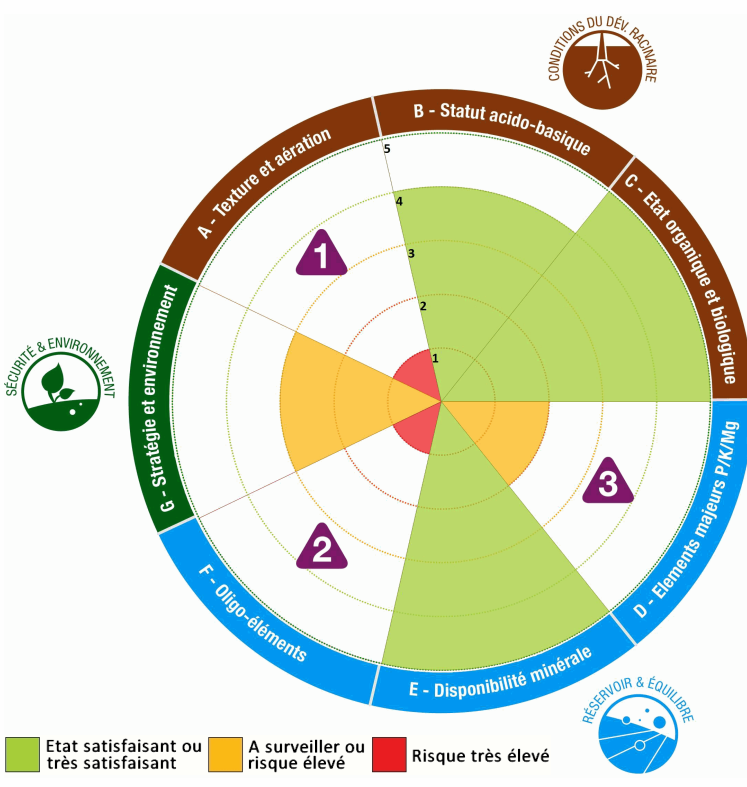 CONDITIONS DU DÉV. RACINAIRE
B - Statut acido-basique
A - Texture et aération
C - Etat organique et biologique
5
4
3
2
1
1
G - Stratégie et environnement
SÉCURITÉ & ENVIRONNEMENT
3
D - Elements majeurs P/K/Mg
2
F - Oligo-éléments
E - Disponibilité minérale
RÉSERVOIR & ÉQUILIBRE
Etat satisfaisant ou
très satisfaisant
A surveiller ou
risque élevé
Risque très élevé